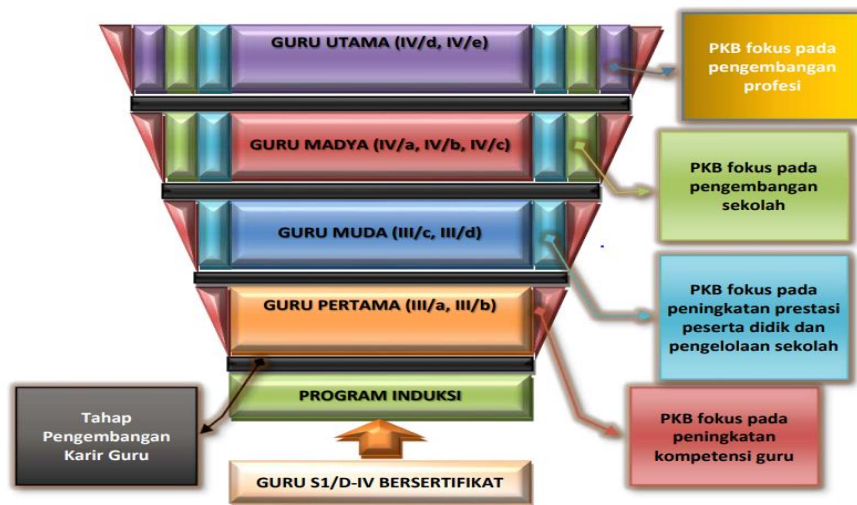 GURU UTAMA (IV/d, IV/e)
PKB fokus pada
pengembangan
profesi
GURU MADYA (IV/a, IV/b, IV/c)
PKB fokus pada
pengembangan
sekolah
GURU MUDA (III/c, III/d)
PKB fokus pada
peningkatan prestasi
peserta didik dan
pengelolaan sekolah
GURU PERTAMA (III/a, III/b)
PROGRAM INDUKSI
Tahap
Pengembangan
Karir Guru
PKB fokus pada
peningkatan
kompetensi guru
GURU S1/D-IV BERSERTIFIKAT